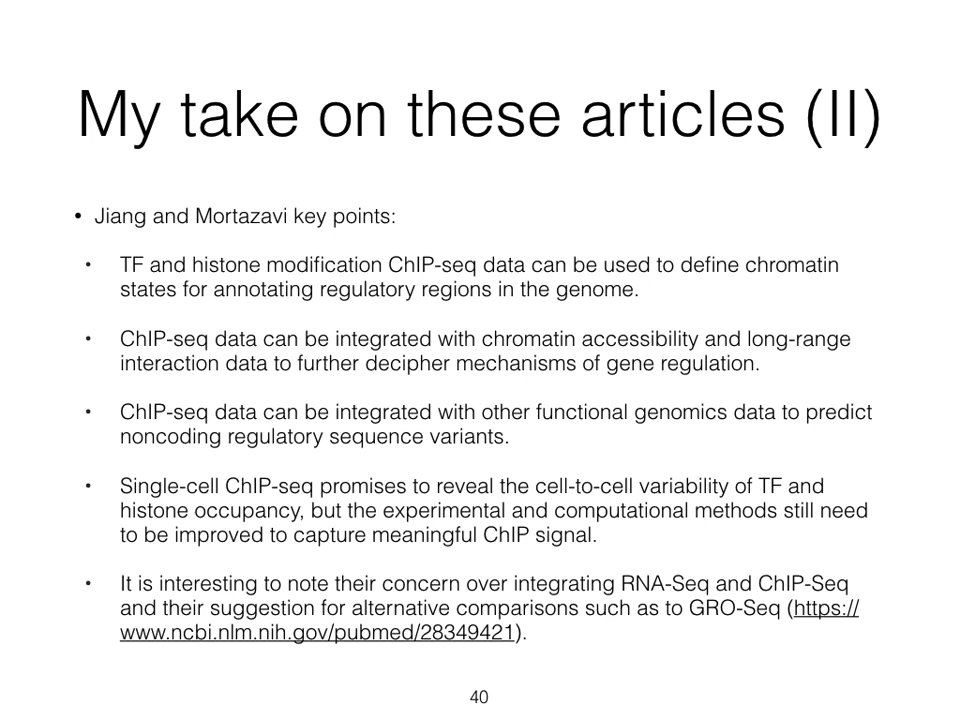 My take on these articles (II)
• Jiang and Mortazavi key points:
• TF and histone modification ChIP-seq data can be used to define chromatin
states for annotating regulatory regions in the genome.
• ChIP-seq data can be integrated with chromatin accessibility and long-range
interaction data to further decipher mechanisms of gene regulation.
• ChIP-seq data can be integrated with other functional genomics data to predict
noncoding regulatory sequence variants.
• Single-cell ChIP-seq promises to reveal the cell-to-cell variability of TF and
histone occupancy, but the experimental and computational methods still need
to be improved to capture meaningful ChIP signal.
• It is interesting to note their concern over integrating RNA-Seq and ChIP-Seq
and their suggestion for alternative comparisons such as to GRO-Seq (https://
www.ncbi.nlm.nih.gov/pubmed/28349421).
40